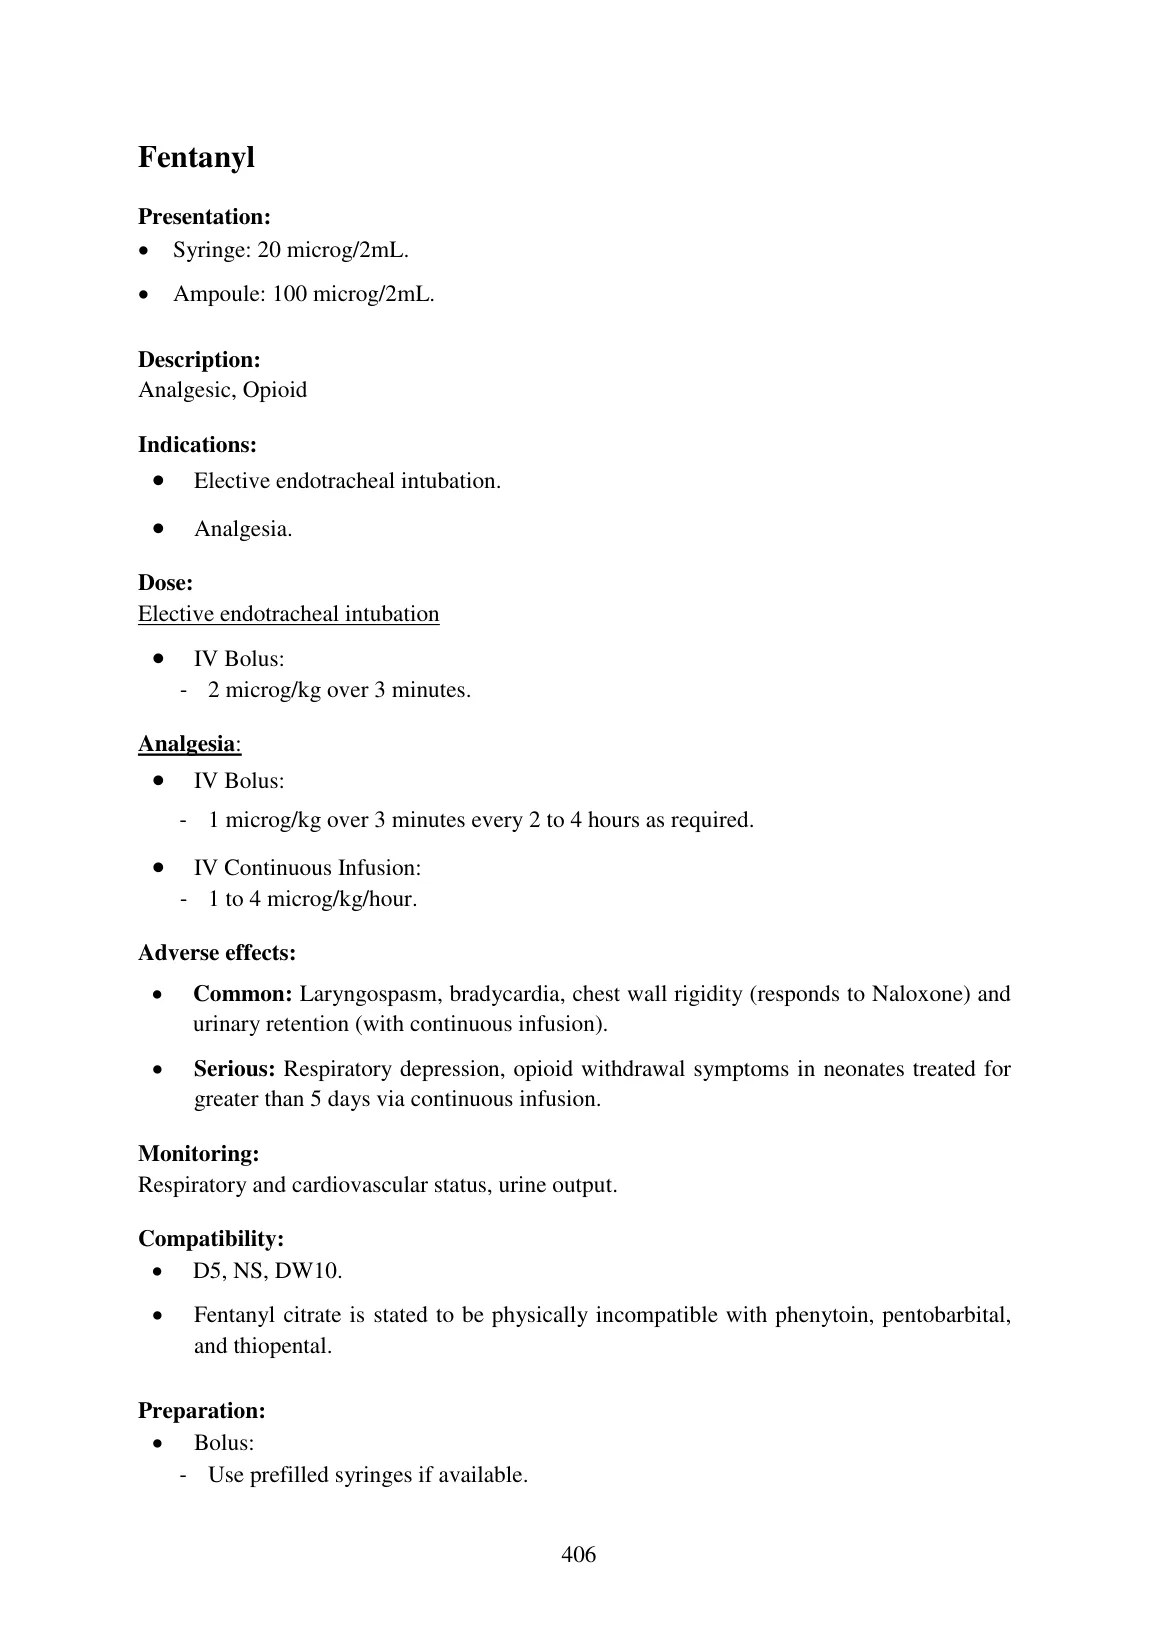 Fentanyl
Presentation:
• Syringe: 20 microg/2mL.
• Ampoule: 100 microg/2mL.
Description:
Analgesic, Opioid
Indications:
• Elective endotracheal intubation.
• Analgesia.
Dose:
Elective endotracheal intubation
• IV Bolus:
- 2 microg/kg over 3 minutes.
Analgesia:
• IV Bolus:
- 1 microg/kg over 3 minutes every 2 to 4 hours as required.
• IV Continuous Infusion:
- 1 to 4 microg/kg/hour.
Adverse effects:
• Common: Laryngospasm, bradycardia, chest wall rigidity (responds to Naloxone) and
urinary retention (with continuous infusion).
• Serious: Respiratory depression, opioid withdrawal symptoms in neonates treated for
greater than 5 days via continuous infusion.
Monitoring:
Respiratory and cardiovascular status, urine output.
Compatibility:
• D5, NS, DW10.
• Fentanyl citrate is stated to be physically incompatible with phenytoin, pentobarbital,
and thiopental.
Preparation:
• Bolus:
- Use prefilled syringes if available.
406